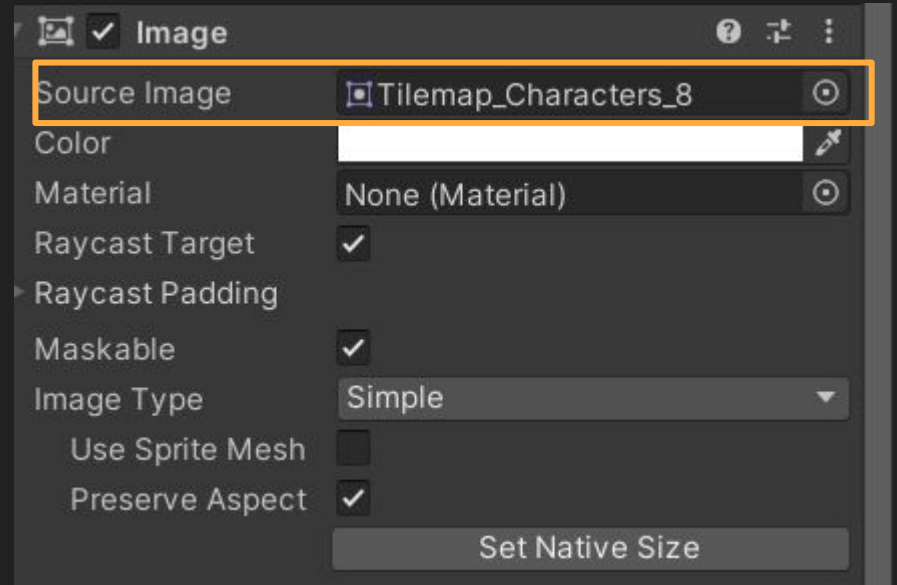 Image
Source Image Tilemap_Characters_8
Color
Material None (Material)
Raycast Target
Raycast Padding
Maskable
Image Type Simple
Use Sprite Mesh
Preserve Aspect
Set Native Size